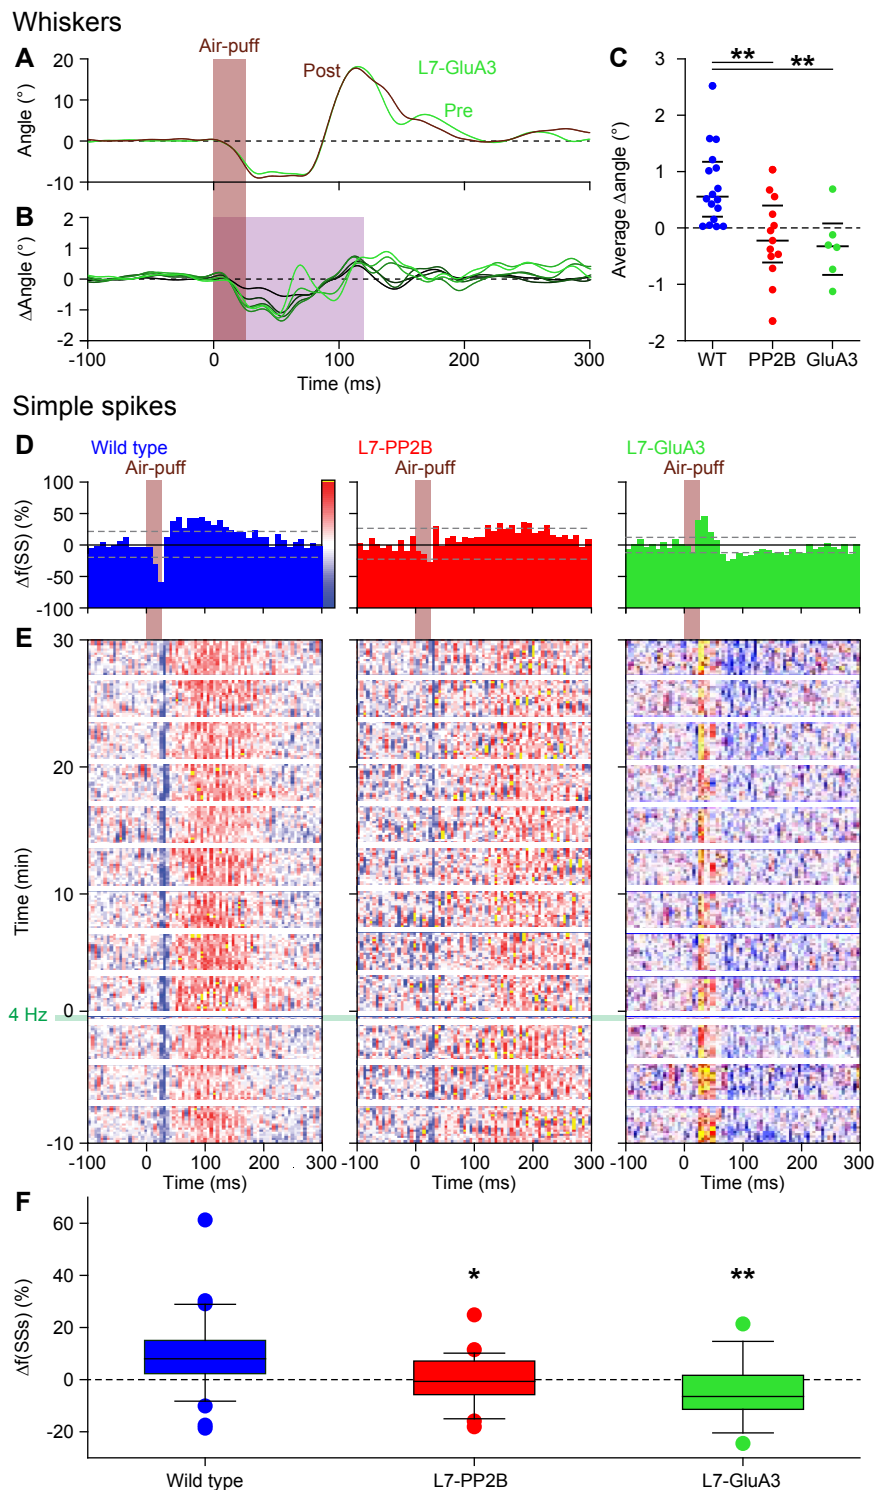 Whiskers
A
Air-puff
Angle (°)
20
10
0
-10
Post
L7-GluA3
Pre
B
ΔAngle (°)
2
1
0
-1
-2
-100
0
100
200
300
Time (ms)
C
Average Δangle (°)
3
2
1
0
-1
-2
**
**
WT
PP2B
GluA3
Simple spikes
D
Wild type
Air-puff
L7-PP2B
Air-puff
L7-GluA3
Air-puff
Δf(SS) (%)
100
50
0
-50
-100
E
Time (min)
30
20
10
0
4 Hz
-10
-100
0
100
200
300
Time (ms)
-100
0
100
200
300
Time (ms)
-100
0
100
200
300
Time (ms)
F
Δf(SSs) (%)
60
40
20
0
-20
*
**
Wild type
L7-PP2B
L7-GluA3